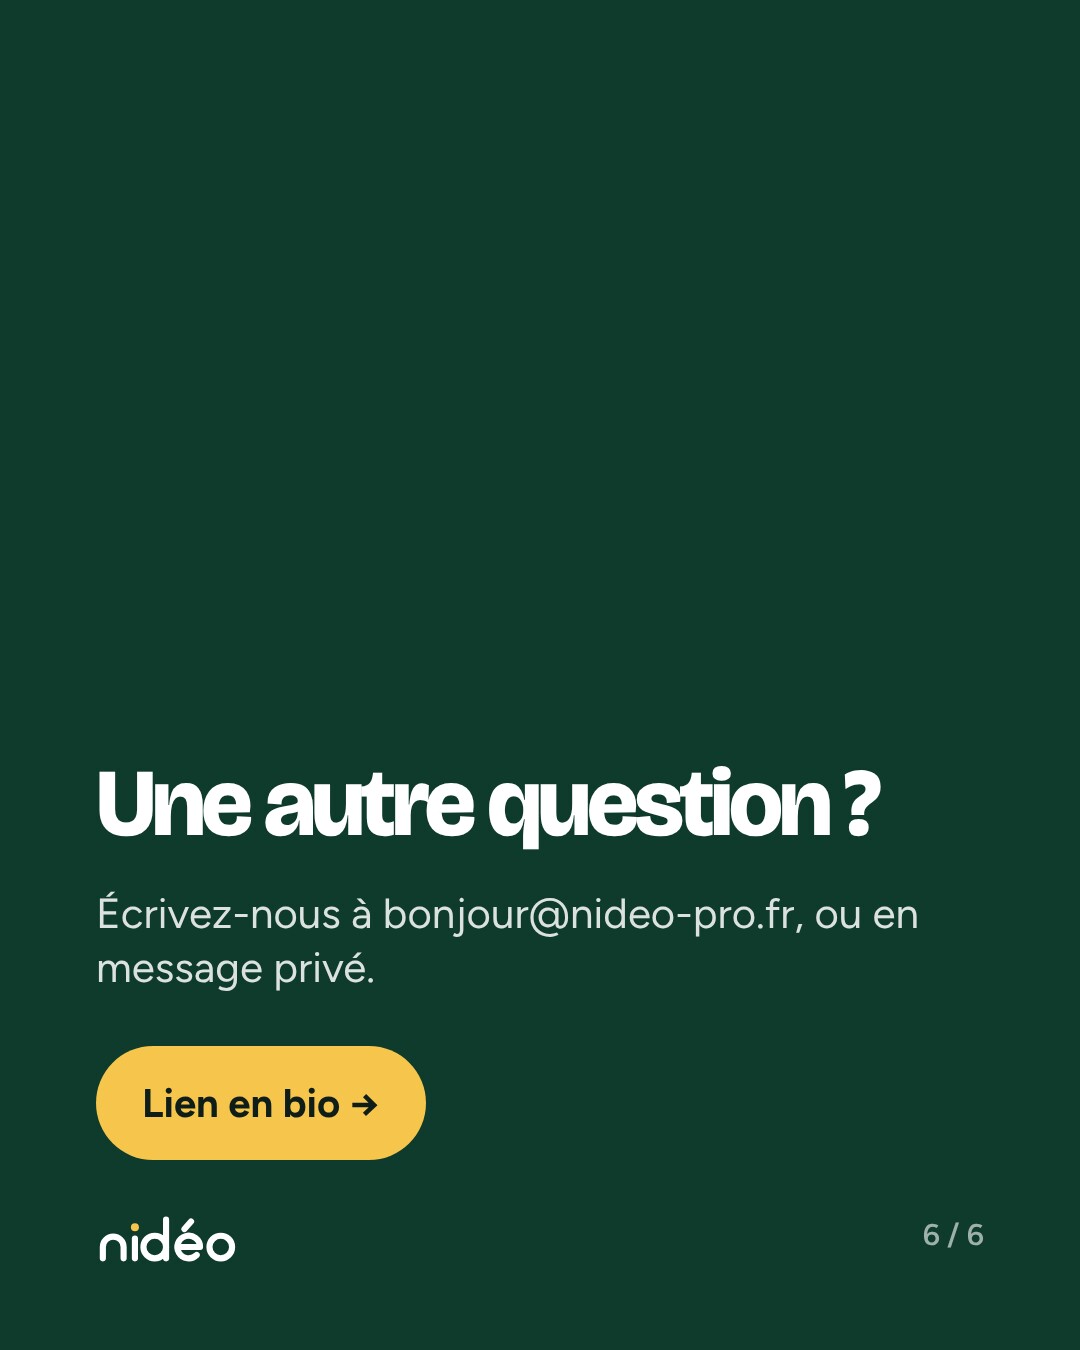 Une autre question ?
Écrivez-nous à bonjour@nideo-pro.fr, ou en
message privé.
Lien en bio →
nidéo
6 / 6